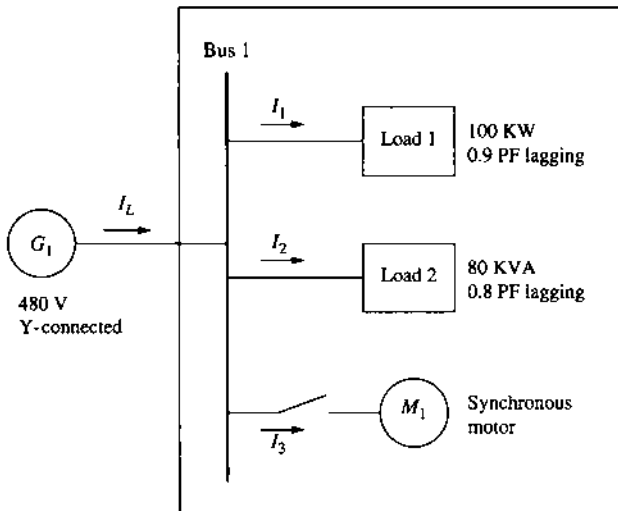 Bus 1
I₁
Load 1
100 KW
0.9 PF lagging
I_L
G₁
480 V
Y-connected
I₂
Load 2
80 KVA
0.8 PF lagging
I₃
M₁
Synchronous
motor